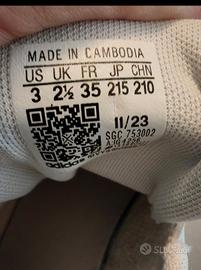 MADE IN CAMBODIA
US UK FR JP CHN
3 2½ 35 215 210
11/23
SGC 753002
subito